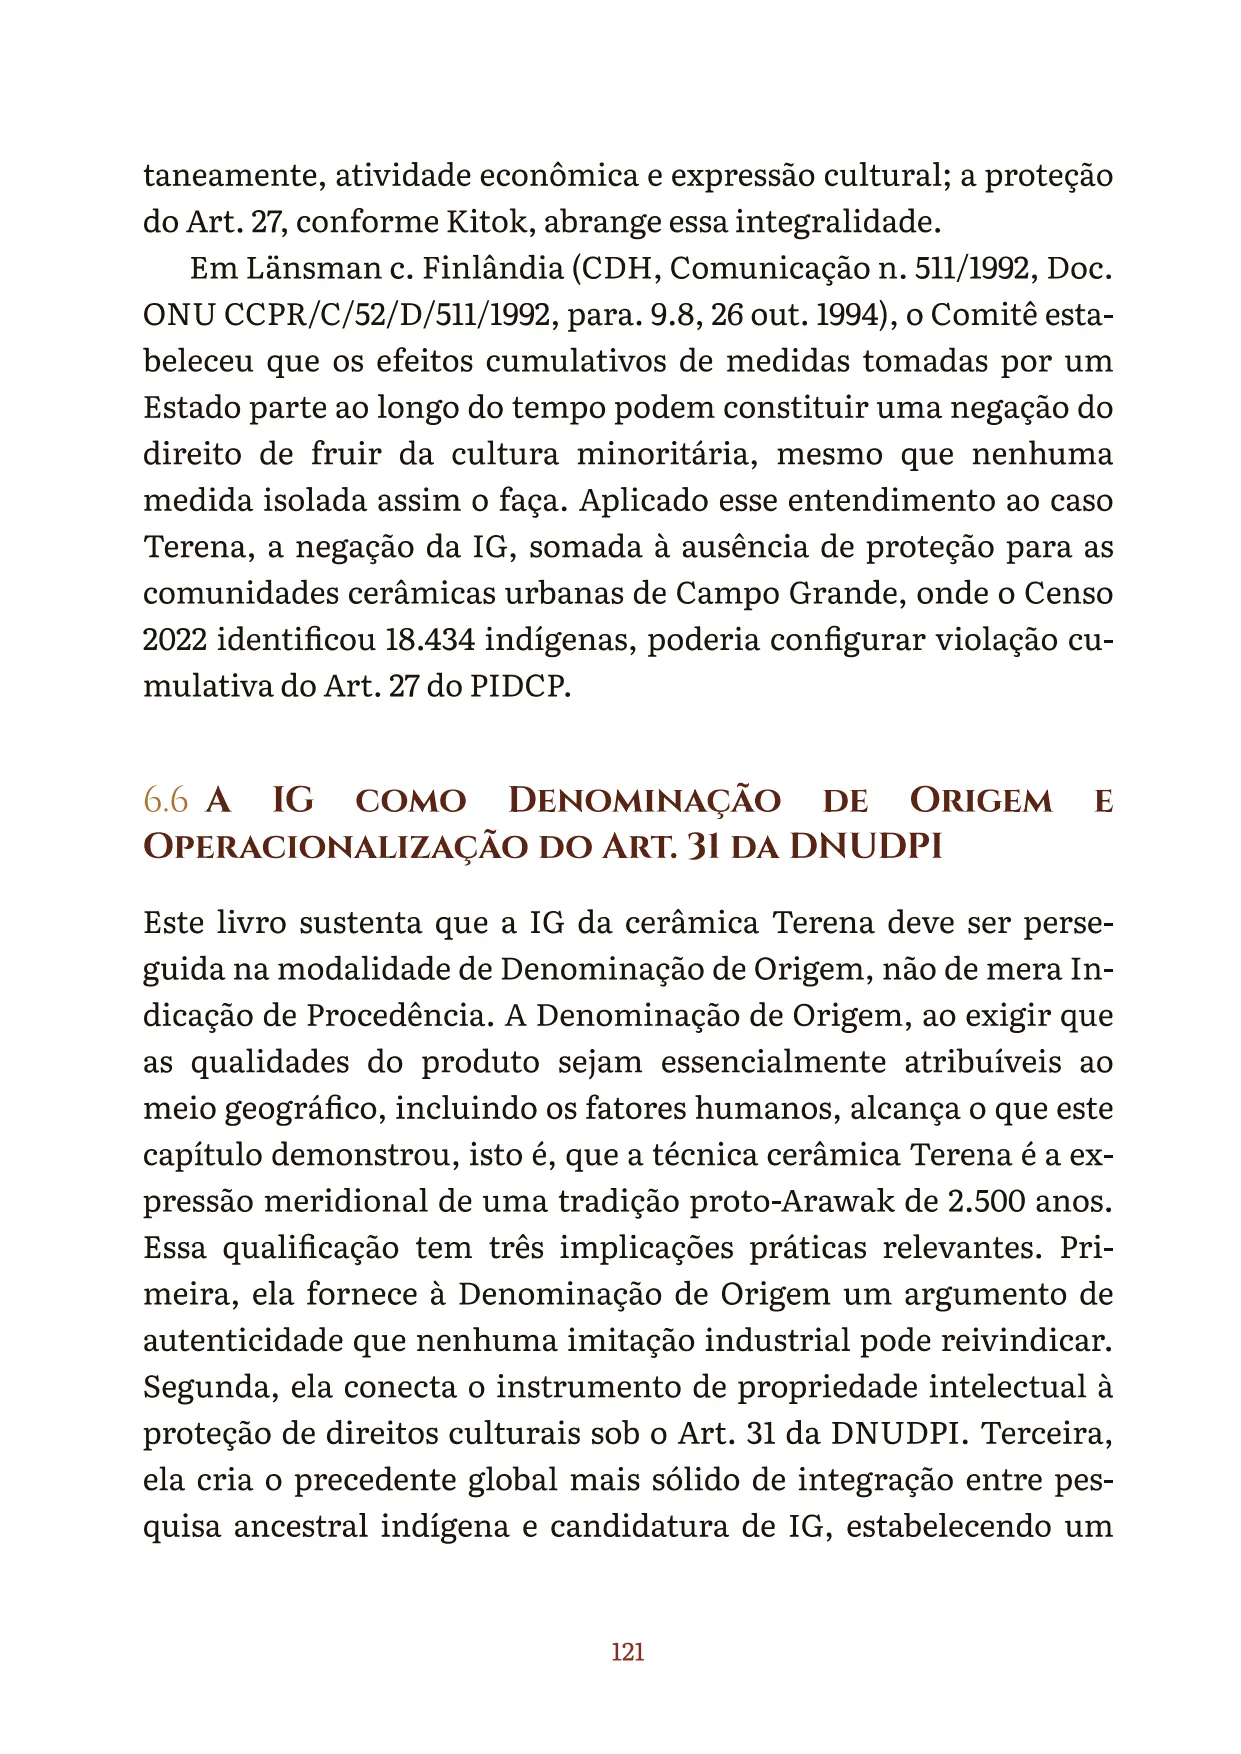 taneamente, atividade econômica e expressão cultural; a proteção
do Art. 27, conforme Kitok, abrange essa integralidade.
Em Länsman c. Finlândia (CDH, Comunicação n. 511/1992, Doc.
ONU CCPR/C/52/D/511/1992, para. 9.8, 26 out. 1994), o Comitê esta-
beleceu que os efeitos cumulativos de medidas tomadas por um
Estado parte ao longo do tempo podem constituir uma negação do
direito de fruir da cultura minoritária, mesmo que nenhuma
medida isolada assim o faça. Aplicado esse entendimento ao caso
Terena, a negação da IG, somada à ausência de proteção para as
comunidades cerâmicas urbanas de Campo Grande, onde o Censo
2022 identificou 18.434 indígenas, poderia configurar violação cu-
mulativa do Art. 27 do PIDCP.
6.6 A IG como Denominação de Origem e
Operacionalização do Art. 31 da DNUDPI
Este livro sustenta que a IG da cerâmica Terena deve ser perse-
guida na modalidade de Denominação de Origem, não de mera In-
dicação de Procedência. A Denominação de Origem, ao exigir que
as qualidades do produto sejam essencialmente atribuíveis ao
meio geográfico, incluindo os fatores humanos, alcança o que este
capítulo demonstrou, isto é, que a técnica cerâmica Terena é a ex-
pressão meridional de uma tradição proto-Arawak de 2.500 anos.
Essa qualificação tem três implicações práticas relevantes. Pri-
meira, ela fornece à Denominação de Origem um argumento de
autenticidade que nenhuma imitação industrial pode reivindicar.
Segunda, ela conecta o instrumento de propriedade intelectual à
proteção de direitos culturais sob o Art. 31 da DNUDPI. Terceira,
ela cria o precedente global mais sólido de integração entre pes-
quisa ancestral indígena e candidatura de IG, estabelecendo um
121